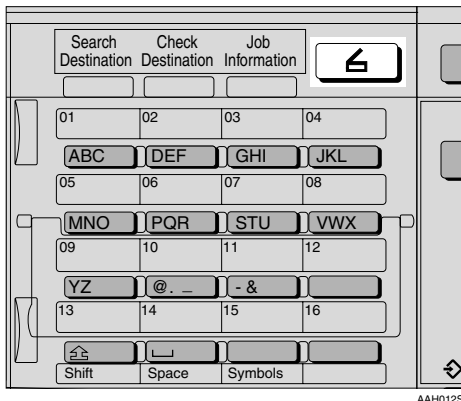 Search Check Job
Destination Destination Information
01 02 03 04
ABC DEF GHI JKL
05 06 07 08
MNO PQR STU VWX
09 10 11 12
YZ @. _ - &
13 14 15 16
Shift Space Symbols
AAH012S